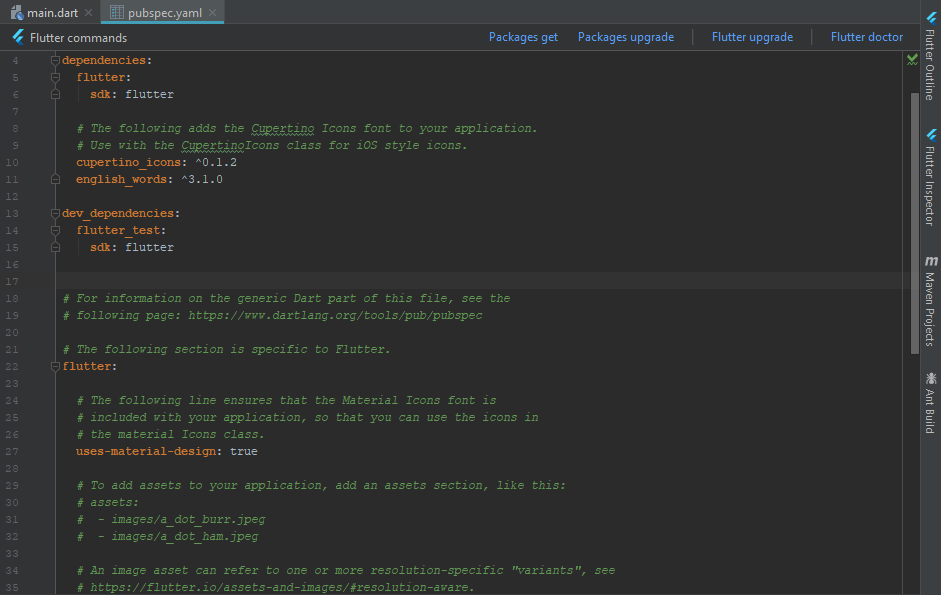 main.dart
pubspec.yaml
Flutter commands
Packages get
Packages upgrade
Flutter upgrade
Flutter doctor
4 dependencies:
5 flutter:
6 sdk: flutter
7
8 # The following adds the Cupertino Icons font to your application.
9 # Use with the CupertinoIcons class for iOS style icons.
10 cupertino_icons: ^0.1.2
11 english_words: ^3.1.0
12
13 dev_dependencies:
14 flutter_test:
15 sdk: flutter
16
17
18 # For information on the generic Dart part of this file, see the
19 # following page: https://www.dartlang.org/tools/pub/pubspec
20
21 # The following section is specific to Flutter.
22 flutter:
23
24 # The following line ensures that the Material Icons font is
25 # included with your application, so that you can use the icons in
26 # the material Icons class.
27 uses-material-design: true
28
29 # To add assets to your application, add an assets section, like this:
30 # assets:
31 #  - images/a_dot_burr.jpeg
32 #  - images/a_dot_ham.jpeg
33
34 # An image asset can refer to one or more resolution-specific "variants", see
35 # https://flutter.io/assets-and-images/#resolution-aware.
Flutter Outline
Flutter Inspector
m Maven Projects
Ant Build